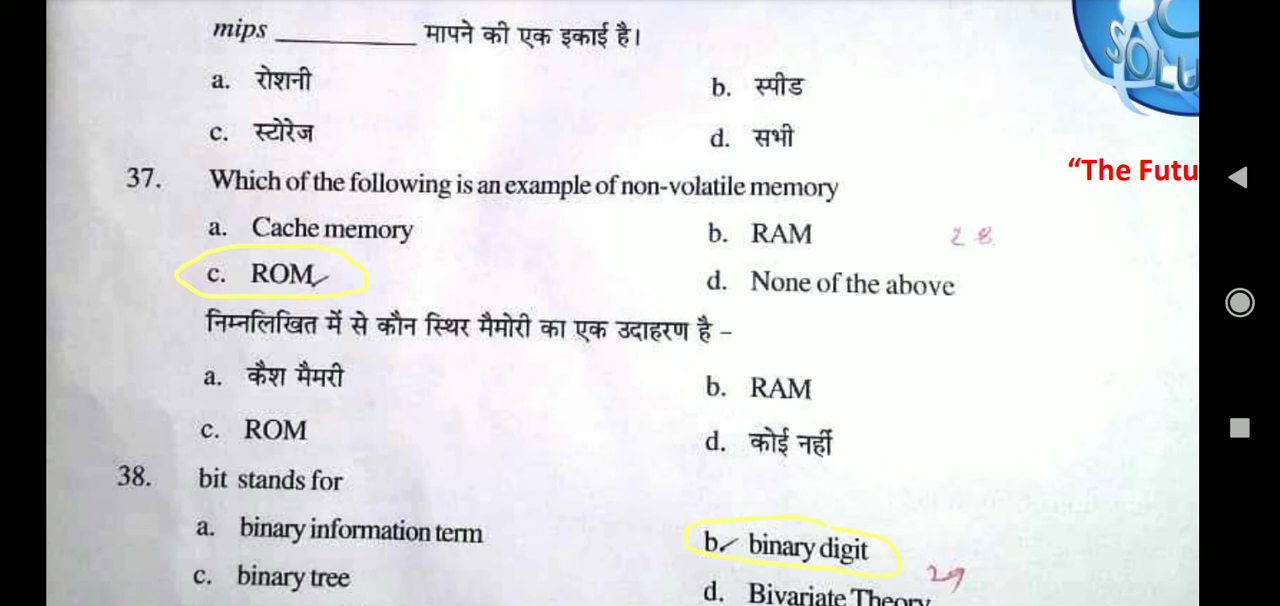 mips __________ मापने की एक इकाई है।
a. रोशनी b. स्पीड
c. स्टोरेज d. सभी
SOLU
"The Futu
37. Which of the following is an example of non-volatile memory
a. Cache memory b. RAM 28
c. ROM d. None of the above
निम्नलिखित में से कौन स्थिर मैमोरी का एक उदाहरण है –
a. कैश मैमरी b. RAM
c. ROM d. कोई नहीं
38. bit stands for
a. binary information term b. binary digit
c. binary tree 29
d. Bivariate Theory